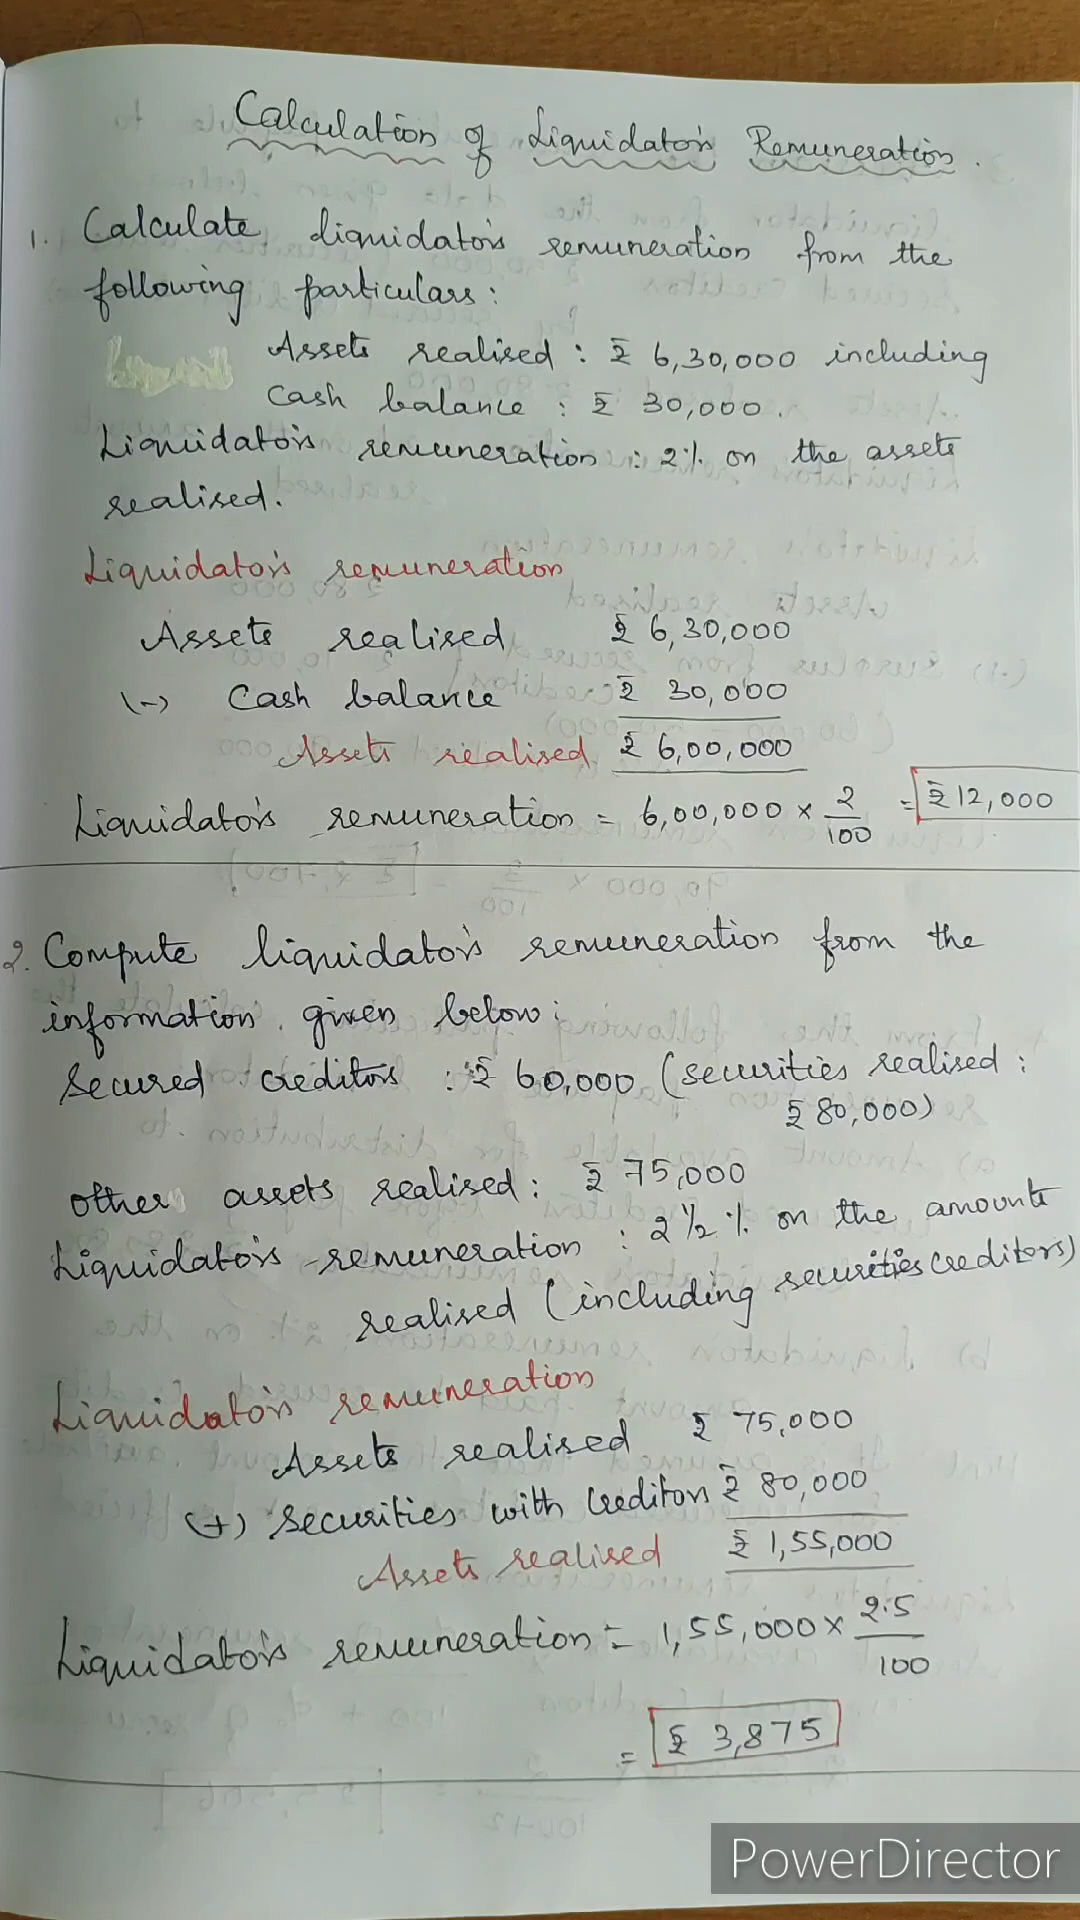 Calculation of Liquidator's Remuneration.
1. Calculate liquidator's remuneration from the
following particulars:
Assets realised : ₹ 6,30,000 including
Cash balance : ₹ 30,000.
Liquidator's remuneration : 2% on the assets
realised.
Liquidator's remuneration
Assets realised ₹ 6,30,000
(-) Cash balance ₹ 30,000
Assets realised ₹ 6,00,000
Liquidator's remuneration = 6,00,000 × 2/100 = ₹ 12,000
2. Compute liquidator's remuneration from the
information given below:
Secured creditors : ₹ 60,000 (securities realised :
₹ 80,000)
other assets realised : ₹ 75,000
Liquidator's remuneration : 2 ½ % on the amounts
realised (including securities creditors)
Liquidator's remuneration
Assets realised ₹ 75,000
(+) Securities with Creditors ₹ 80,000
Assets realised ₹ 1,55,000
Liquidator's remuneration = 1,55,000 × 2.5/100
= ₹ 3,875
PowerDirector